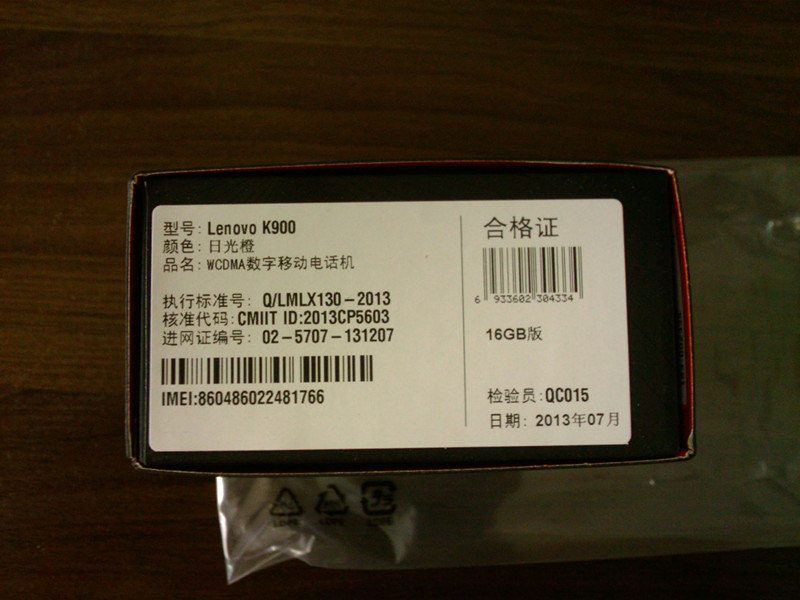 型号: Lenovo K900
颜色: 日光橙
品名: WCDMA数字移动电话机
执行标准号: Q/LMLX130-2013
核准代码:CMIIT ID:2013CP5603
进网证编号: 02-5707-131207
IMEI:860486022481766
合格证
6 933602 304334
16GB版
检验员:QC015
日期: 2013年07月
LDPE
LDPE
LDPE